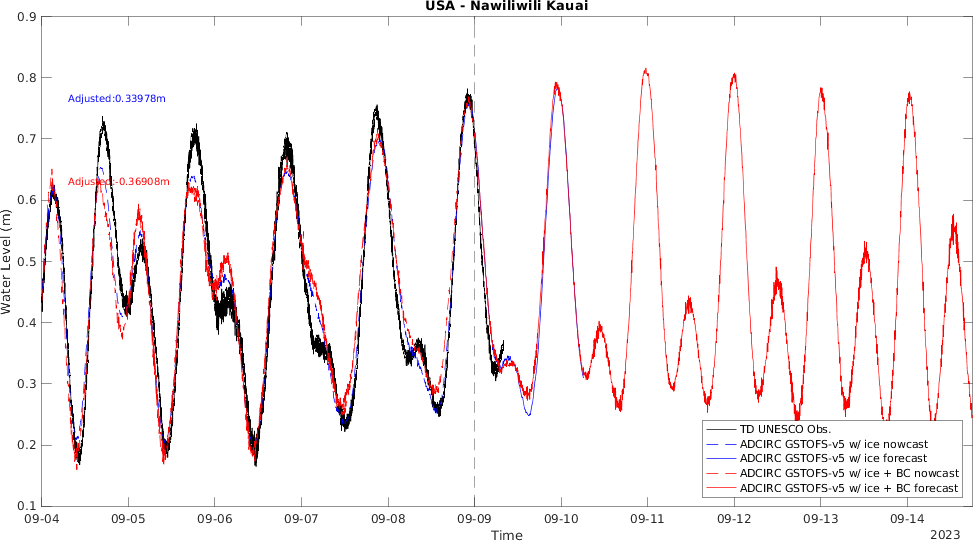 USA - Nawiliwili Kauai
0.9
0.8
0.7
0.6
0.5
0.4
0.3
0.2
0.1
Water Level (m)
Adjusted:0.33978m
Adjusted:-0.36908m
TD UNESCO Obs.
ADCIRC GSTOFS-v5 w/ ice nowcast
ADCIRC GSTOFS-v5 w/ ice forecast
ADCIRC GSTOFS-v5 w/ ice + BC nowcast
ADCIRC GSTOFS-v5 w/ ice + BC forecast
09-04 09-05 09-06 09-07 09-08 09-09 09-10 09-11 09-12 09-13 09-14
Time
2023